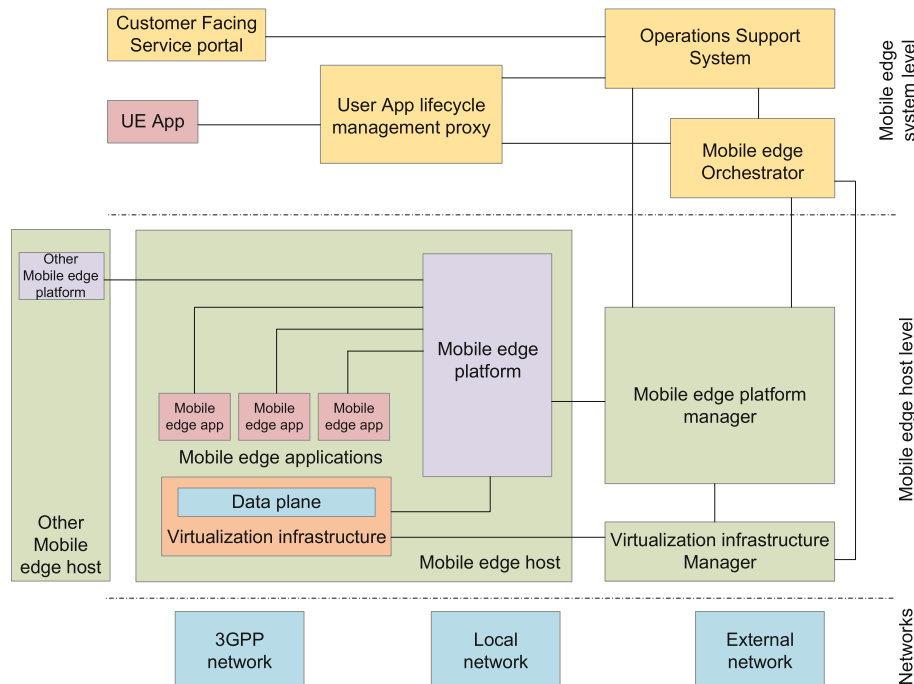 Customer Facing
Service portal
Operations Support
System
Mobile edge
system level
User App lifecycle
management proxy
UE App
Mobile edge
Orchestrator
Other
Mobile edge
platform
Mobile edge
platform
Mobile edge platform
manager
Mobile edge host level
Mobile
edge app
Mobile
edge app
Mobile
edge app
Mobile edge applications
Data plane
Virtualization infrastructure
Other
Mobile
edge host
Mobile edge host
Virtualization infrastructure
Manager
3GPP
network
Local
network
External
network
Networks